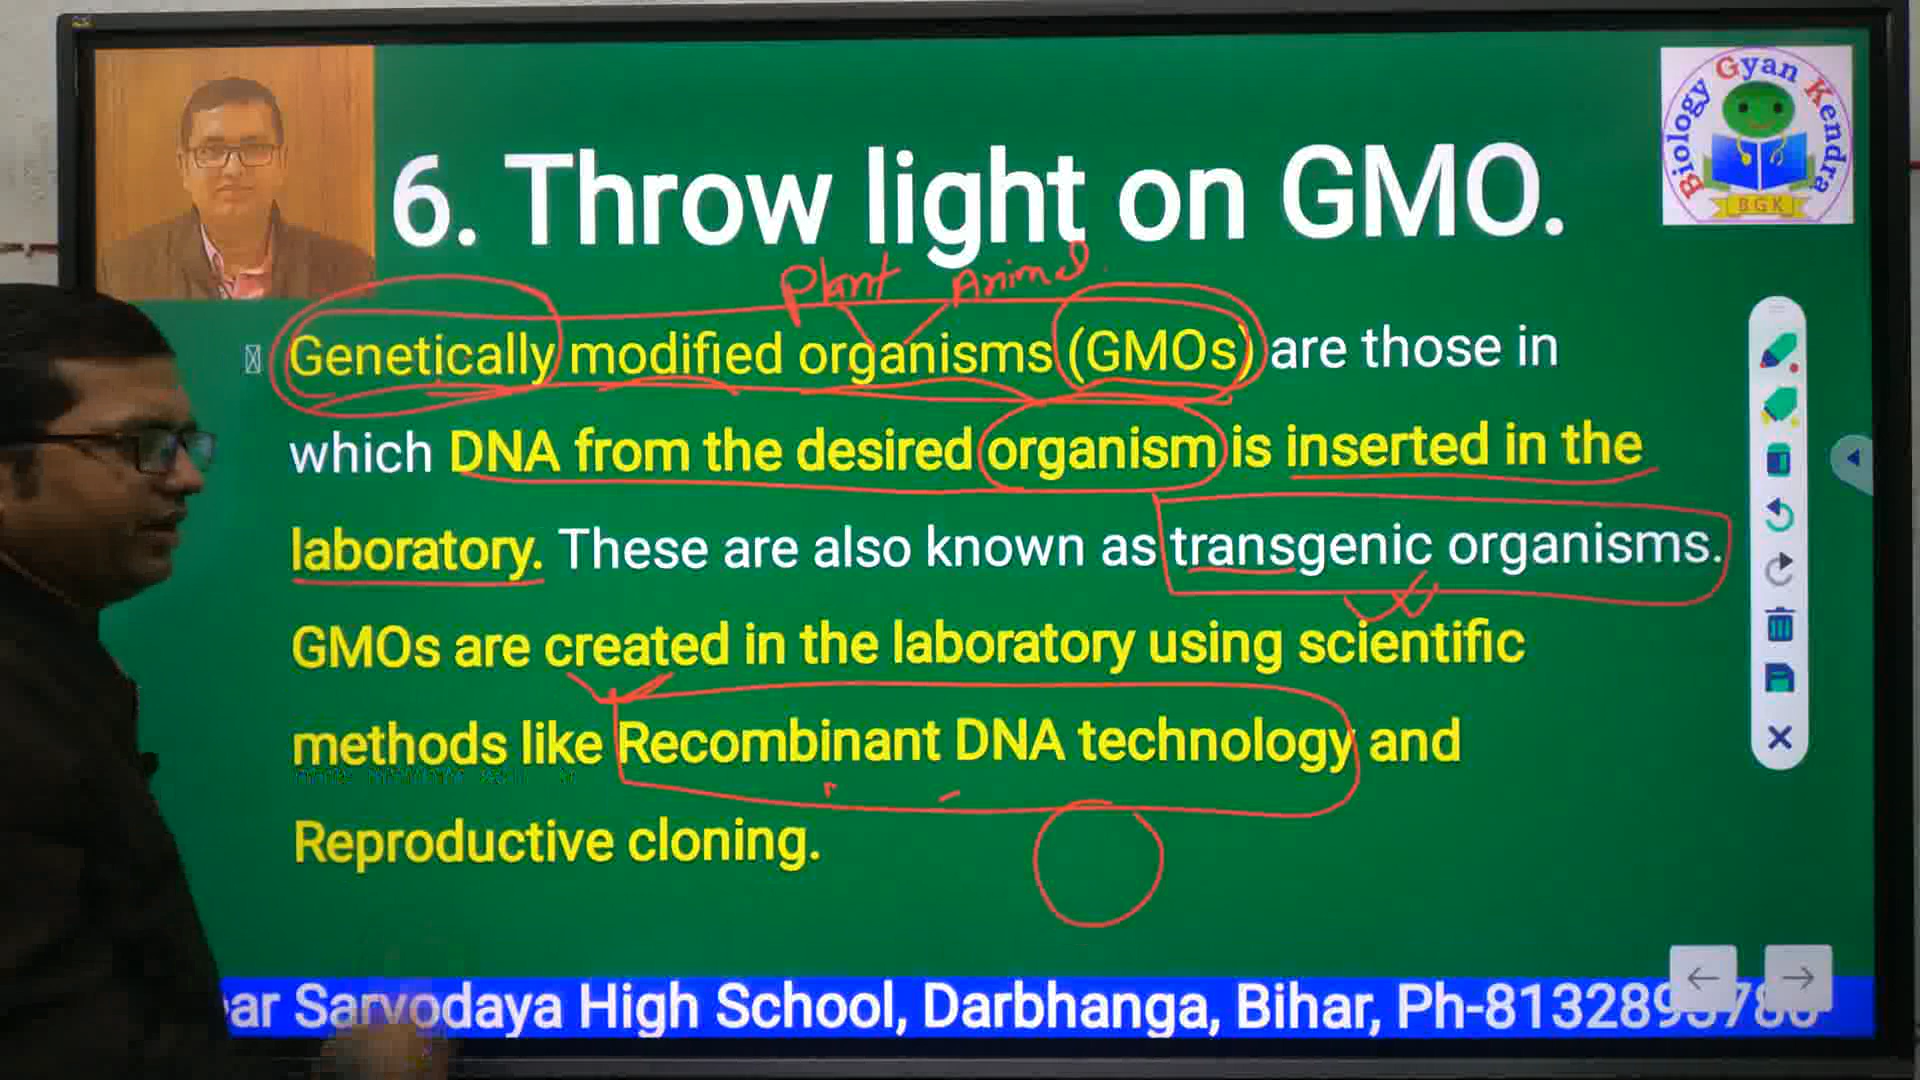 Biology Gyan Kendra
BGK
6. Throw light on GMO.
Plant Animal
Genetically modified organisms (GMOs) are those in
which DNA from the desired organism is inserted in the
laboratory. These are also known as transgenic organisms.
GMOs are created in the laboratory using scientific
methods like Recombinant DNA technology and
Reproductive cloning.
Sarvodaya High School, Darbhanga, Bihar,